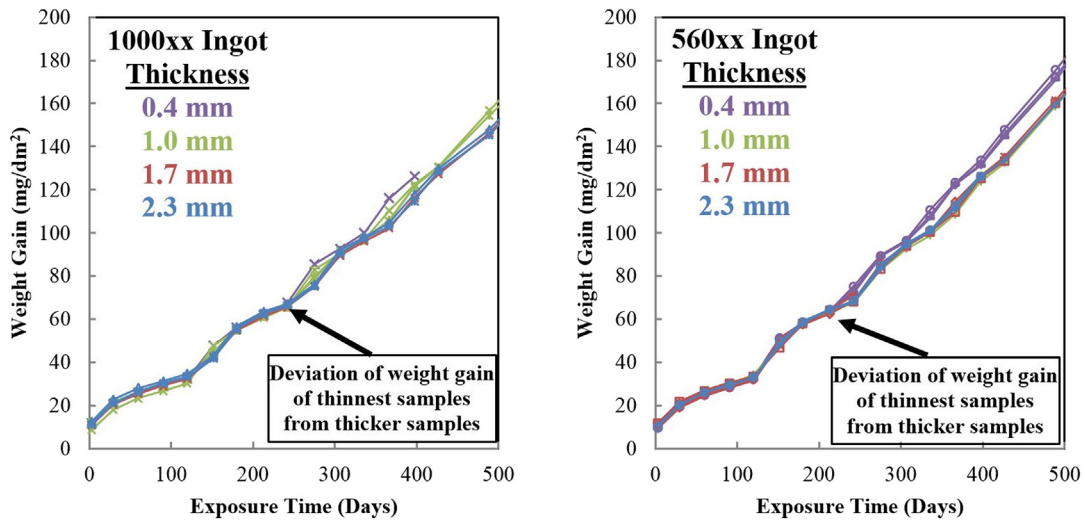 1000xx Ingot
Thickness
0.4 mm
1.0 mm
1.7 mm
2.3 mm
Weight Gain (mg/dm²)
200
180
160
140
120
100
80
60
40
20
0
Deviation of weight gain
of thinnest samples
from thicker samples
0 100 200 300 400 500
Exposure Time (Days)
560xx Ingot
Thickness
0.4 mm
1.0 mm
1.7 mm
2.3 mm
Weight Gain (mg/dm²)
200
180
160
140
120
100
80
60
40
20
0
Deviation of weight gain
of thinnest samples
from thicker samples
0 100 200 300 400 500
Exposure Time (Days)